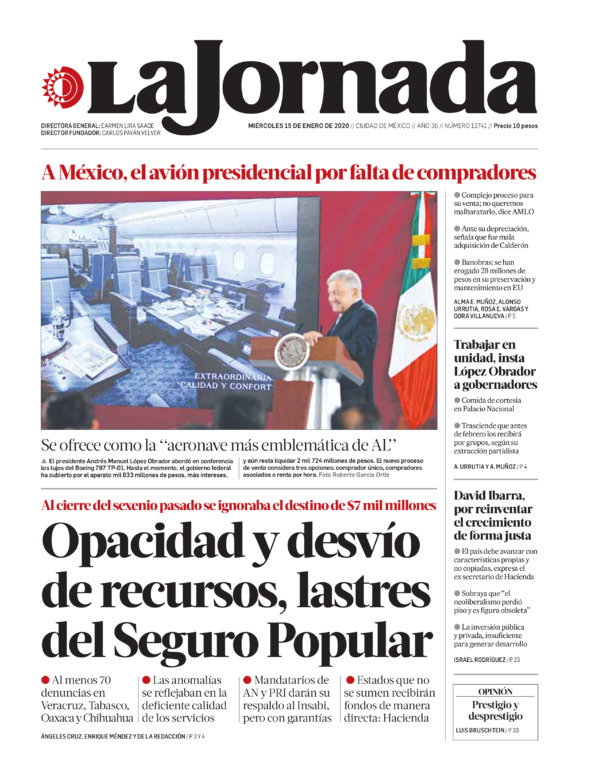 La Jornada
DIRECTORA GENERAL: CARMEN LIRA SAADE
DIRECTOR FUNDADOR: CARLOS PAYÁN VELVER
MIÉRCOLES 15 DE ENERO DE 2020 // CIUDAD DE MÉXICO // AÑO 36 // NÚMERO 12741 // Precio 10 pesos
A México, el avión presidencial por falta de compradores
EXTRAORDINARIA
CALIDAD Y CONFORT
Se ofrece como la “aeronave más emblemática de AL”
▲ El presidente Andrés Manuel López Obrador abordó en conferencia
los lujos del Boeing 787 TP-01. Hasta el momento, el gobierno federal
ha cubierto por el aparato mil 833 millones de pesos, más intereses,
y aún resta liquidar 2 mil 724 millones de pesos. El nuevo proceso
de venta considera tres opciones: comprador único, compradores
asociados o renta por hora. Foto Roberto García Ortiz
● Complejo proceso para
su venta; no queremos
malbaratarlo, dice AMLO
● Ante su depreciación,
señala que fue mala
adquisición de Calderón
● Banobras: se han
erogado 28 millones de
pesos en su preservación y
mantenimiento en EU
ALMA E. MUÑOZ, ALONSO
URRUTIA, ROSA E. VARGAS Y
DORA VILLANUEVA / P 5
Trabajar en
unidad, insta
López Obrador
a gobernadores
● Comida de cortesía
en Palacio Nacional
● Trasciende que antes
de febrero los recibirá
por grupos, según su
extracción partidista
A. URRUTIA Y A. MUÑOZ / P 4
David Ibarra,
por reinventar
el crecimiento
de forma justa
● El país debe avanzar con
características propias y
no copiadas, expresa el
ex secretario de Hacienda
● Subraya que “el
neoliberalismo perdió
piso y es figura obsoleta”
● La inversión pública
y privada, insuficiente
para generar desarrollo
ISRAEL RODRÍGUEZ / P 23
OPINIÓN
Prestigio y
desprestigio
LUIS BRUSCHTEIN / P 20
Al cierre del sexenio pasado se ignoraba el destino de $7 mil millones
Opacidad y desvío
de recursos, lastres
del Seguro Popular
● Al menos 70
denuncias en
Veracruz, Tabasco,
Oaxaca y Chihuahua
● Las anomalías
se reflejaban en la
deficiente calidad
de los servicios
● Mandatarios de
AN y PRI darán su
respaldo al Insabi,
pero con garantías
● Estados que no
se sumen recibirán
fondos de manera
directa: Hacienda
ÁNGELES CRUZ, ENRIQUE MÉNDEZ Y DE LA REDACCIÓN / P 3 Y 4